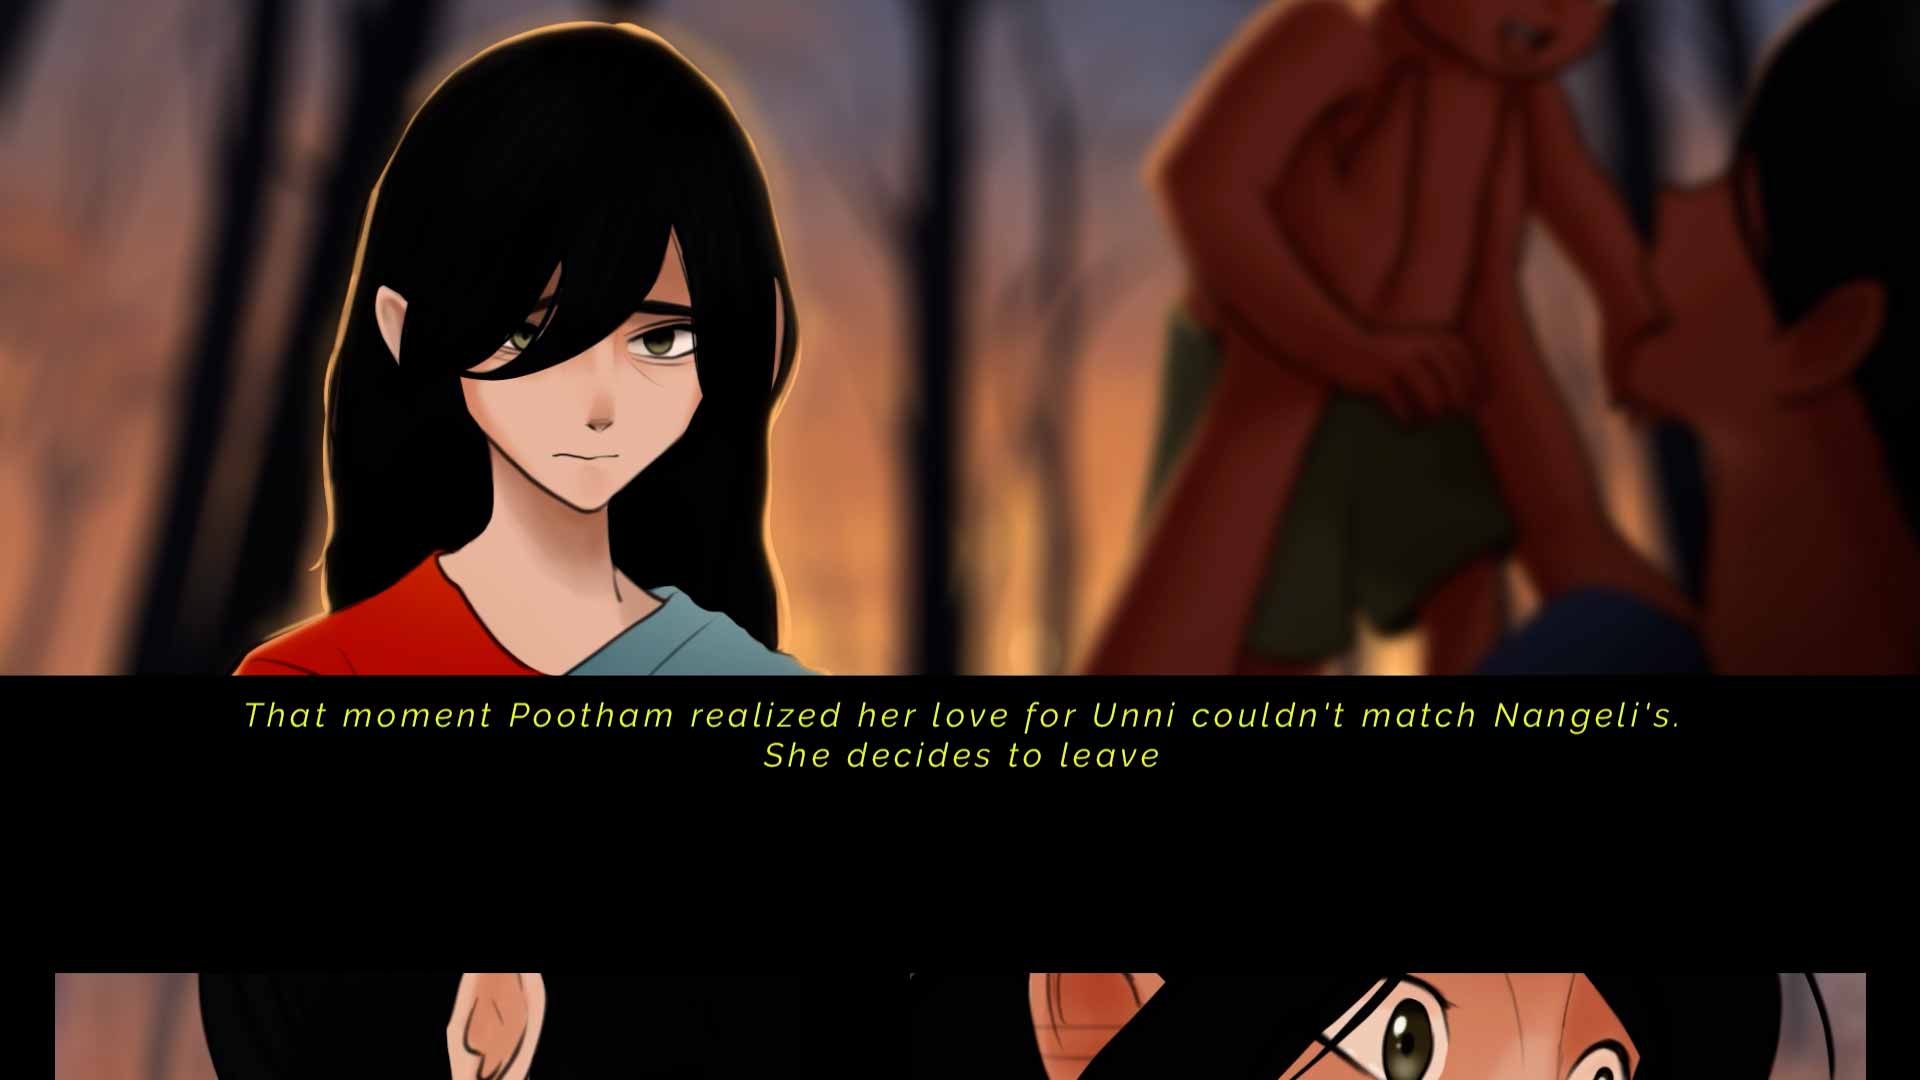 That moment Pootham realized her love for Unni couldn't match Nangeli's.
She decides to leave